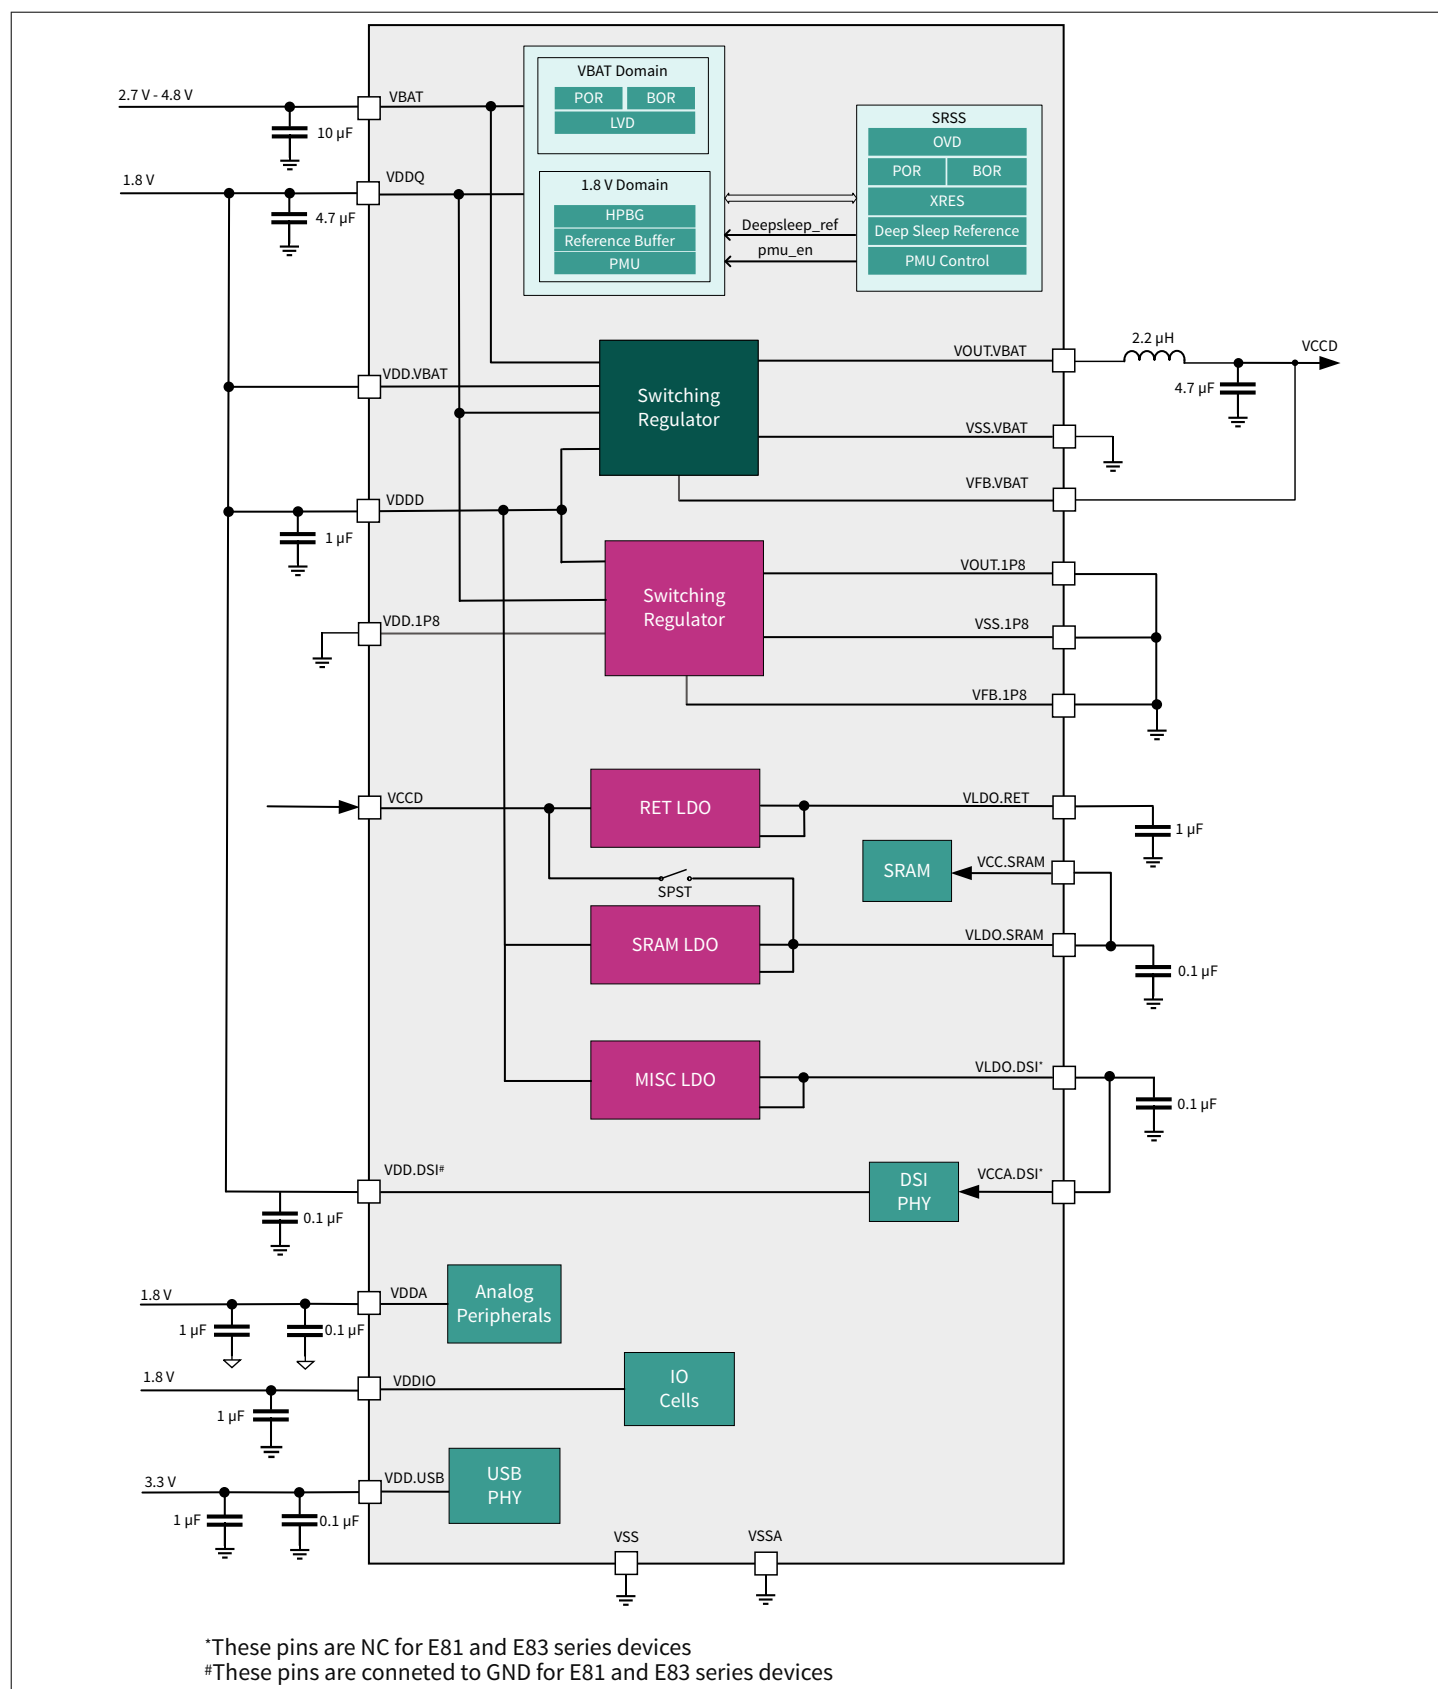 VBAT Domain
2.7 V - 4.8 V
VBAT
POR
BOR
LVD
10 µF
SRSS
OVD
POR
BOR
XRES
Deep Sleep Reference
PMU Control
1.8 V
VDDQ
4.7 µF
1.8 V Domain
HPBG
Reference Buffer
PMU
Deepsleep_ref
pmu_en
2.2 µH
VCCD
VOUT.VBAT
4.7 µF
VDD.VBAT
Switching
Regulator
VSS.VBAT
VFB.VBAT
VDDD
1 µF
VOUT.1P8
Switching
Regulator
VDD.1P8
VSS.1P8
VFB.1P8
VCCD
RET LDO
VLDO.RET
1 µF
SRAM
VCC.SRAM
SPST
SRAM LDO
VLDO.SRAM
0.1 µF
MISC LDO
VLDO.DSI*
0.1 µF
VDD.DSI#
DSI
PHY
VCCA.DSI*
0.1 µF
1.8 V
VDDA
Analog
Peripherals
1 µF
0.1 µF
1.8 V
VDDIO
IO
Cells
1 µF
3.3 V
VDD.USB
USB
PHY
1 µF
0.1 µF
VSS
VSSA
*These pins are NC for E81 and E83 series devices
#These pins are conneted to GND for E81 and E83 series devices